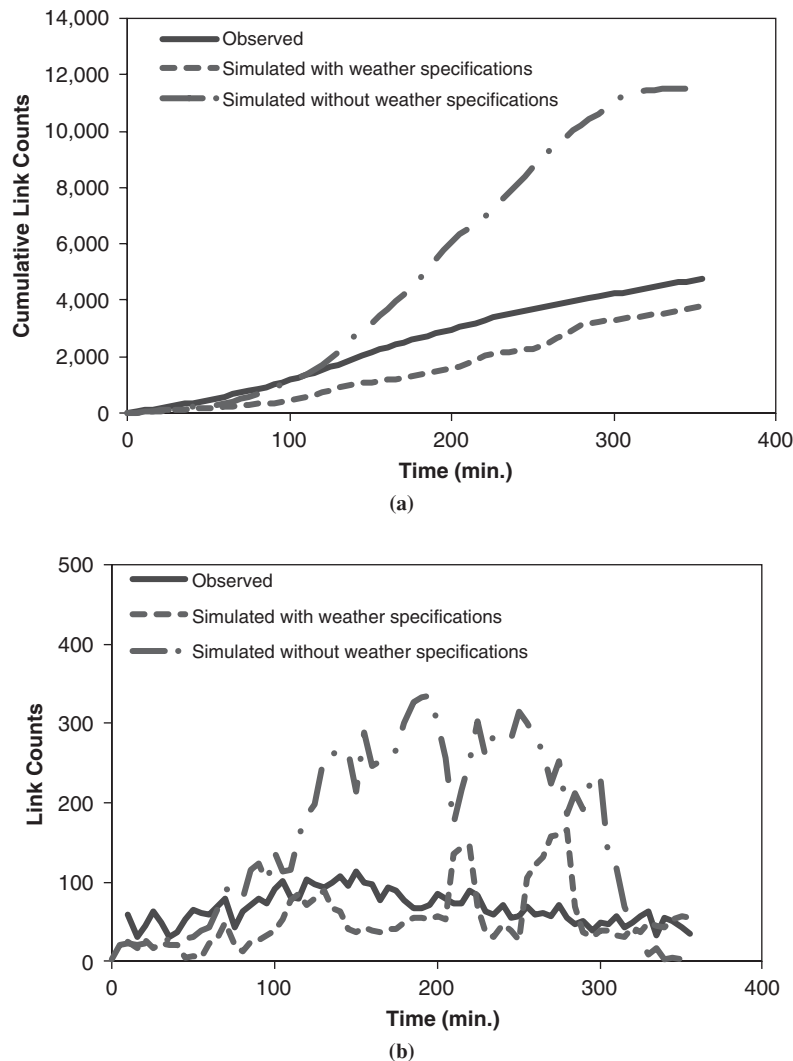 14,000
12,000
10,000
8,000
6,000
4,000
2,000
0
Cumulative Link Counts
Observed
Simulated with weather specifications
Simulated without weather specifications
0 100 200 300 400
Time (min.)
(a)
500
400
300
200
100
0
Link Counts
Observed
Simulated with weather specifications
Simulated without weather specifications
0 100 200 300 400
Time (min.)
(b)